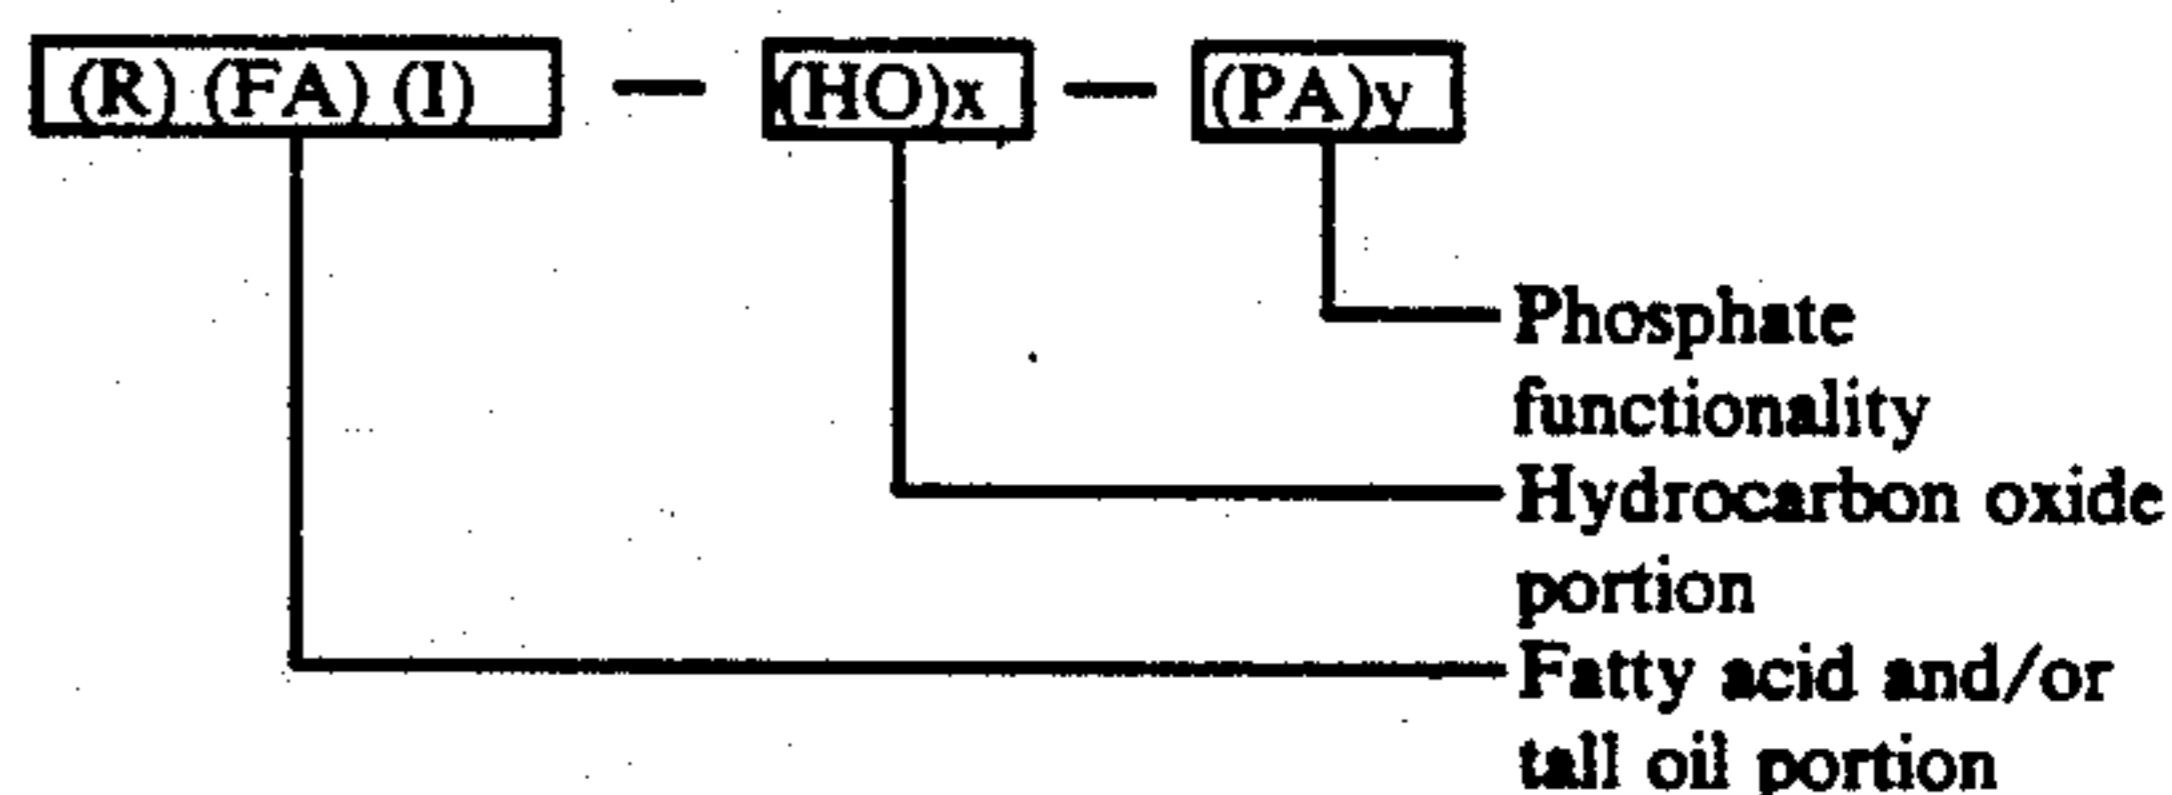 (R) (FA) (I) — (HO)x — (PA)y
Phosphate
functionality
Hydrocarbon oxide
portion
Fatty acid and/or
tall oil portion